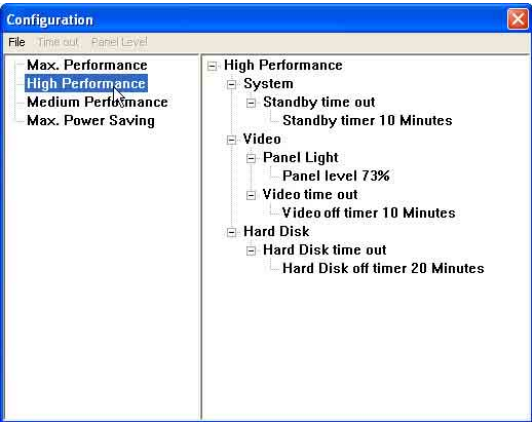 Configuration
File Time out Panel Level
Max. Performance
High Performance
Medium Performance
Max. Power Saving
High Performance
System
Standby time out
Standby timer 10 Minutes
Video
Panel Light
Panel level 73%
Video time out
Video off timer 10 Minutes
Hard Disk
Hard Disk time out
Hard Disk off timer 20 Minutes